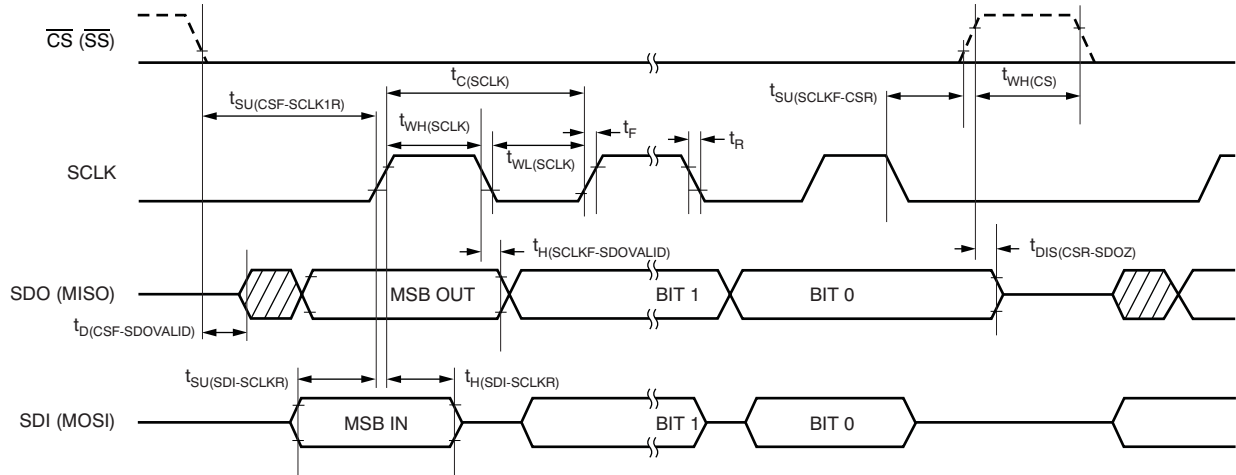 CS (SS)
tC(SCLK)
tSU(SCLKF-CSR)
tWH(CS)
tSU(CSF-SCLK1R)
tWH(SCLK)
tF
tR
tWL(SCLK)
SCLK
tH(SCLKF-SDOVALID)
tDIS(CSR-SDOZ)
SDO (MISO)
MSB OUT
BIT 1
BIT 0
tD(CSF-SDOVALID)
tSU(SDI-SCLKR)
tH(SDI-SCLKR)
SDI (MOSI)
MSB IN
BIT 1
BIT 0